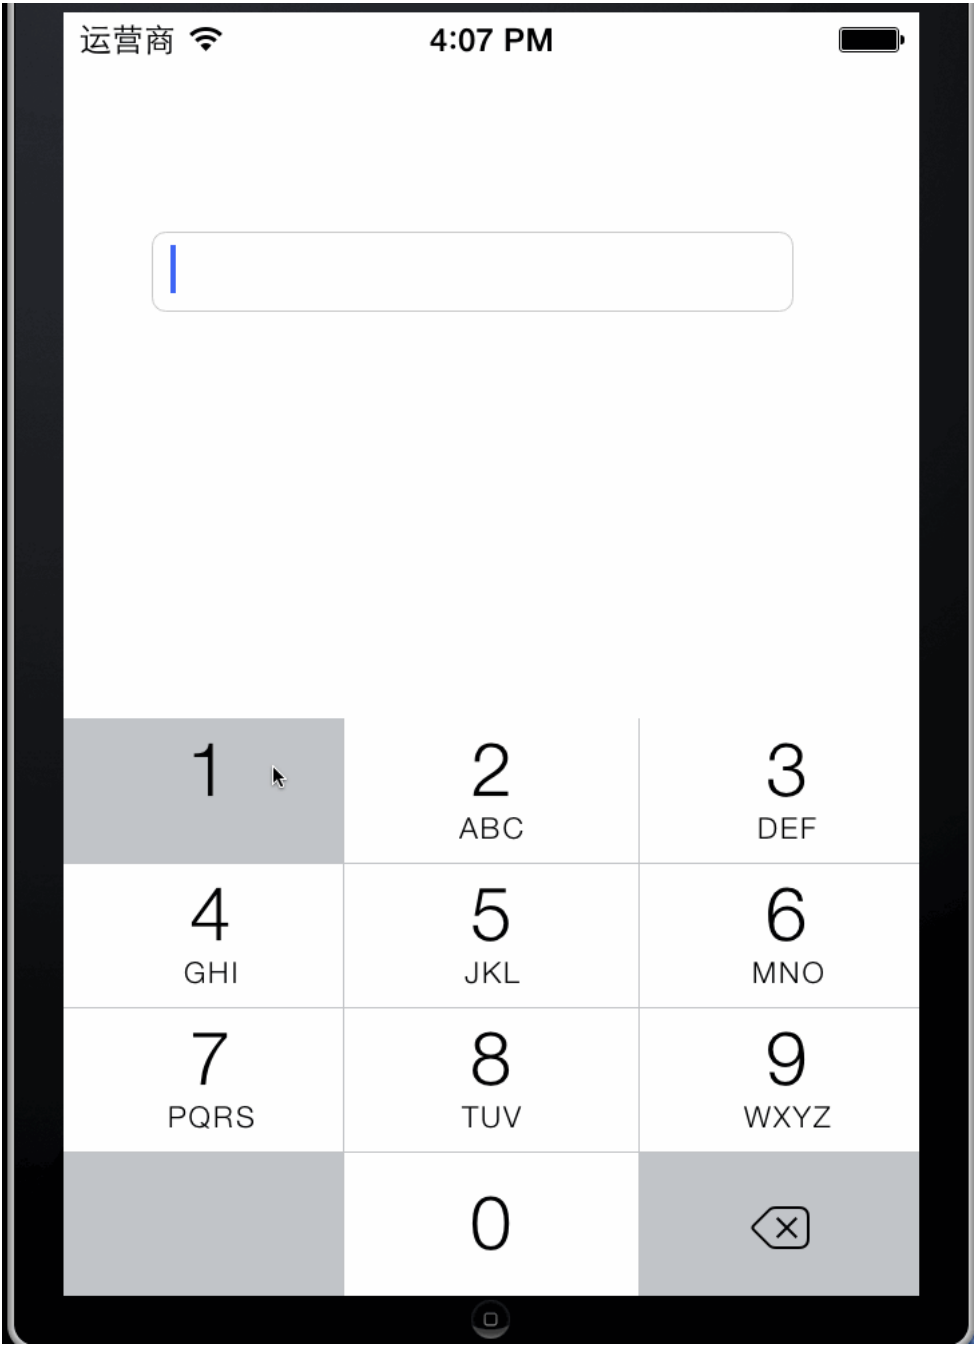 运营商 4:07 PM
1 2 3
ABC DEF
4 5 6
GHI JKL MNO
7 8 9
PQRS TUV WXYZ
0